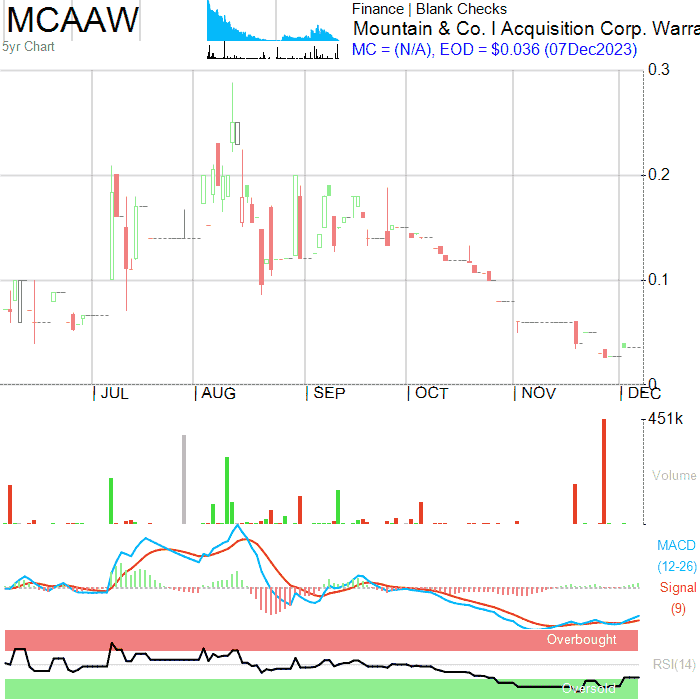 MCAAW
5yr Chart
Finance | Blank Checks
Mountain & Co. I Acquisition Corp. Warra
MC = (N/A), EOD = $0.036 (07Dec2023)
0.3
0.2
0.1
0
JUL AUG SEP OCT NOV DEC
451k
Volume
MACD
(12-26)
Signal
(9)
Overbought
RSI(14)
Oversold